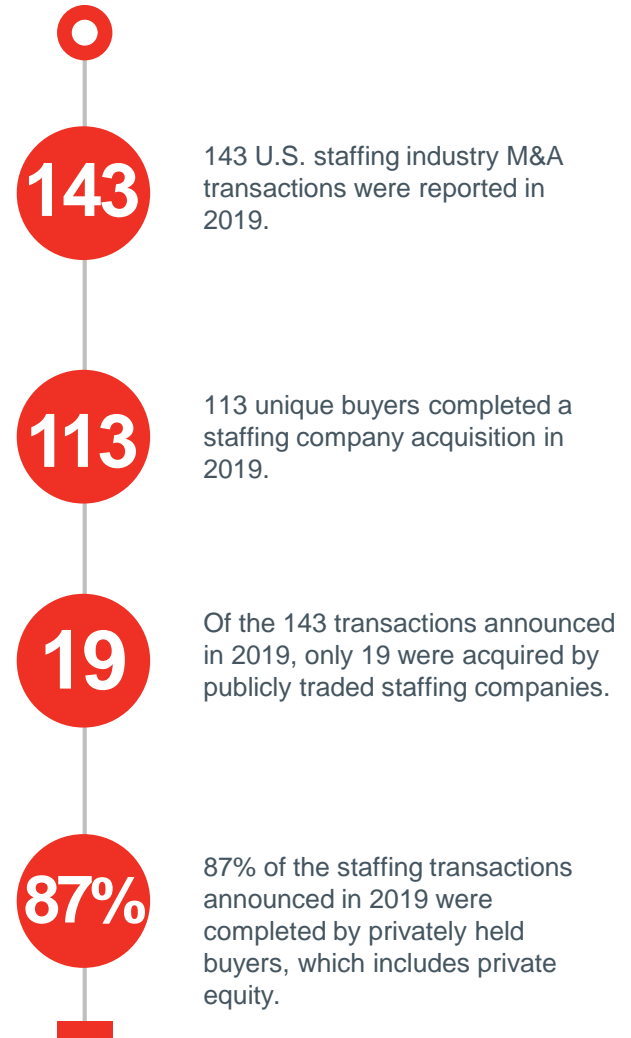 143
143 U.S. staffing industry M&A
transactions were reported in
2019.
113
113 unique buyers completed a
staffing company acquisition in
2019.
19
Of the 143 transactions announced
in 2019, only 19 were acquired by
publicly traded staffing companies.
87%
87% of the staffing transactions
announced in 2019 were
completed by privately held
buyers, which includes private
equity.